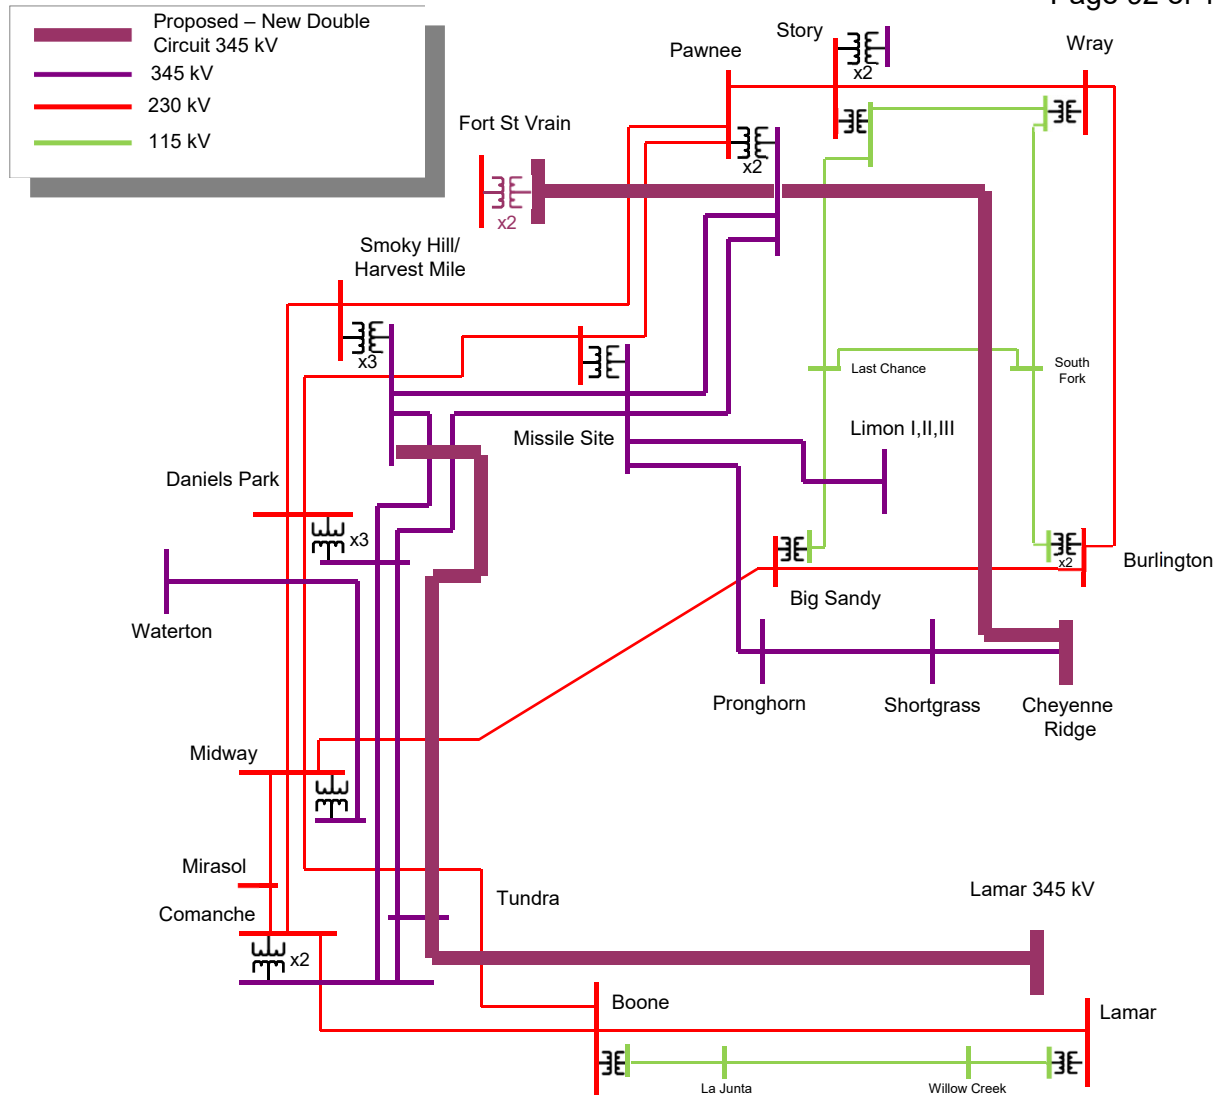 Proposed – New Double
Circuit 345 kV
345 kV
230 kV
115 kV
Story
Pawnee
Wray
x2
Fort St Vrain
x2
x2
Smoky Hill/
Harvest Mile
x3
Last Chance
South
Fork
Missile Site
Limon I,II,III
Daniels Park
x3
x2
Burlington
Big Sandy
Waterton
Pronghorn
Shortgrass
Cheyenne
Ridge
Midway
Mirasol
Tundra
Lamar 345 kV
Comanche
x2
Boone
Lamar
La Junta
Willow Creek